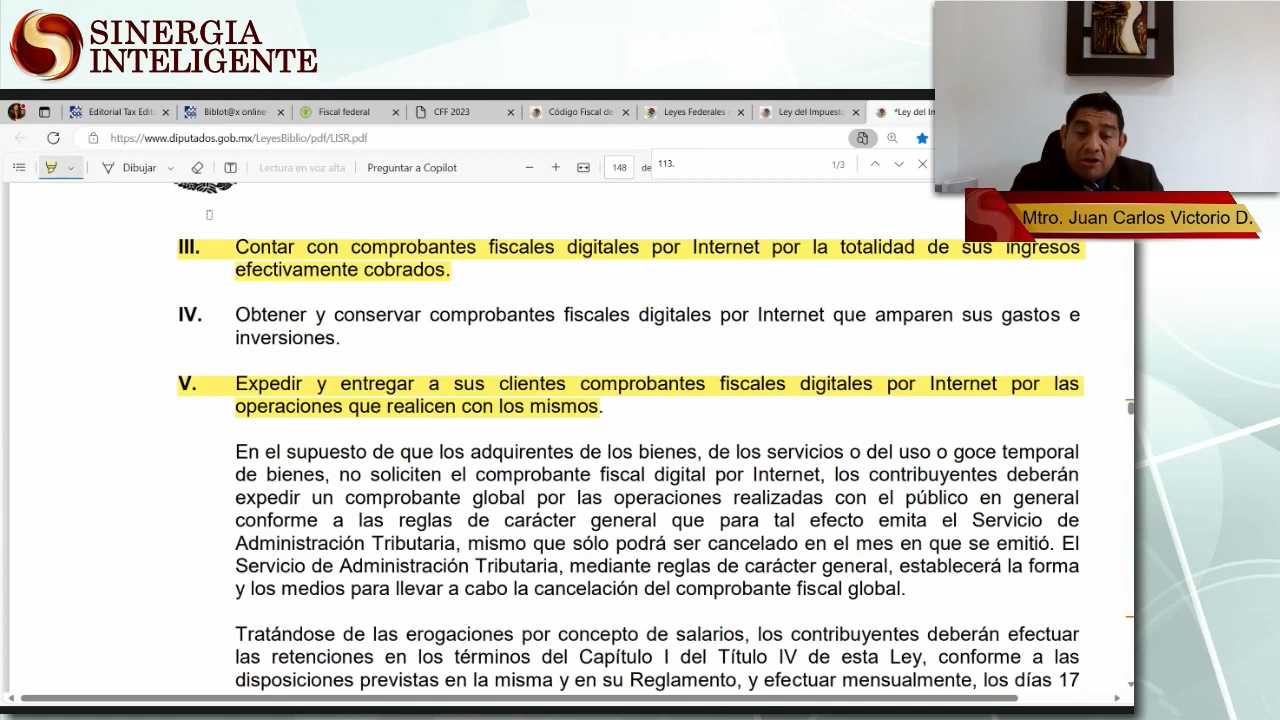 SINERGIA
INTELIGENTE
Editorial Tax Edit
Biblot@x online
Fiscal federal
CFF 2023
Código Fiscal de
Leyes Federales
Ley del Impuesto
*Ley del Im
https://www.diputados.gob.mx/LeyesBiblio/pdf/LISR.pdf
Dibujar
Lectura en voz alta
Preguntar a Copilot
148
de
113.
1/3
Mtro. Juan Carlos Victorio D.
III. Contar con comprobantes fiscales digitales por Internet por la totalidad de sus ingresos
efectivamente cobrados.
IV. Obtener y conservar comprobantes fiscales digitales por Internet que amparen sus gastos e
inversiones.
V. Expedir y entregar a sus clientes comprobantes fiscales digitales por Internet por las
operaciones que realicen con los mismos.
En el supuesto de que los adquirentes de los bienes, de los servicios o del uso o goce temporal
de bienes, no soliciten el comprobante fiscal digital por Internet, los contribuyentes deberán
expedir un comprobante global por las operaciones realizadas con el público en general
conforme a las reglas de carácter general que para tal efecto emita el Servicio de
Administración Tributaria, mismo que sólo podrá ser cancelado en el mes en que se emitió. El
Servicio de Administración Tributaria, mediante reglas de carácter general, establecerá la forma
y los medios para llevar a cabo la cancelación del comprobante fiscal global.
Tratándose de las erogaciones por concepto de salarios, los contribuyentes deberán efectuar
las retenciones en los términos del Capítulo I del Título IV de esta Ley, conforme a las
disposiciones previstas en la misma y en su Reglamento, y efectuar mensualmente, los días 17